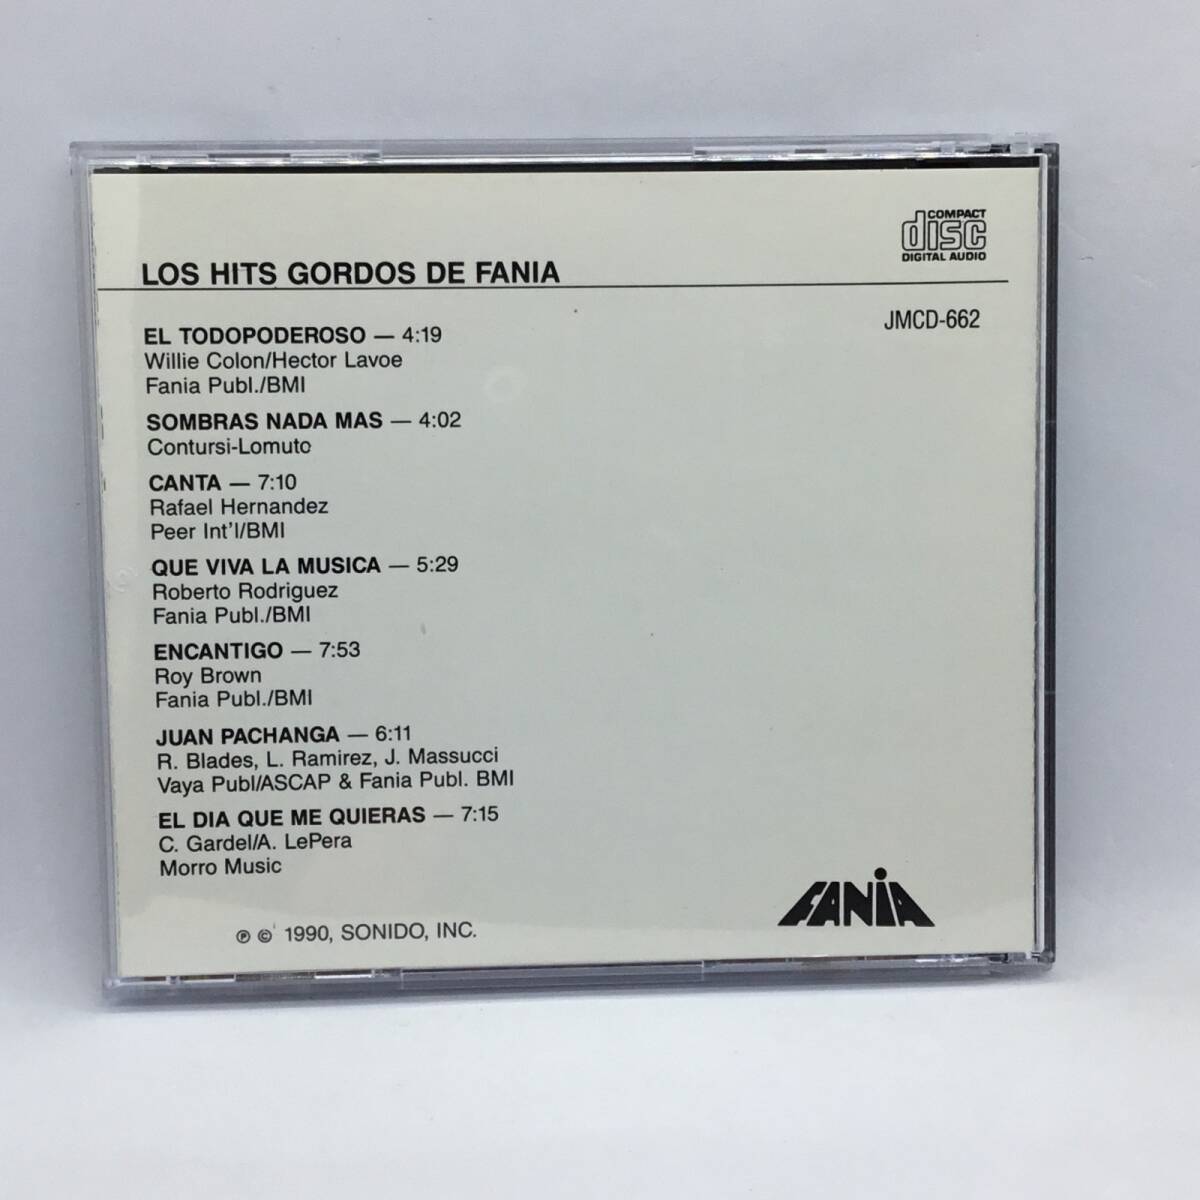 COMPACT
disc
DIGITAL AUDIO
LOS HITS GORDOS DE FANIA
JMCD-662
EL TODOPODEROSO — 4:19
Willie Colon/Hector Lavoe
Fania Publ./BMI
SOMBRAS NADA MAS — 4:02
Contursi-Lomuto
CANTA — 7:10
Rafael Hernandez
Peer Int'l/BMI
QUE VIVA LA MUSICA — 5:29
Roberto Rodriguez
Fania Publ./BMI
ENCANTIGO — 7:53
Roy Brown
Fania Publ./BMI
JUAN PACHANGA — 6:11
R. Blades, L. Ramirez, J. Massucci
Vaya Publ/ASCAP & Fania Publ. BMI
EL DIA QUE ME QUIERAS — 7:15
C. Gardel/A. LePera
Morro Music
FANiA
℗ © 1990, SONIDO, INC.